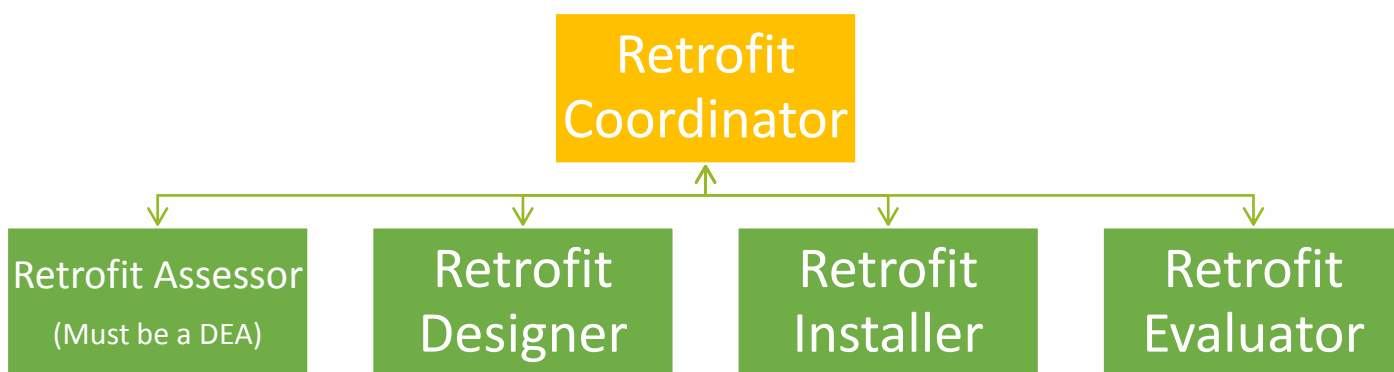 Retrofit
Coordinator
Retrofit Assessor
(Must be a DEA)
Retrofit
Designer
Retrofit
Installer
Retrofit
Evaluator